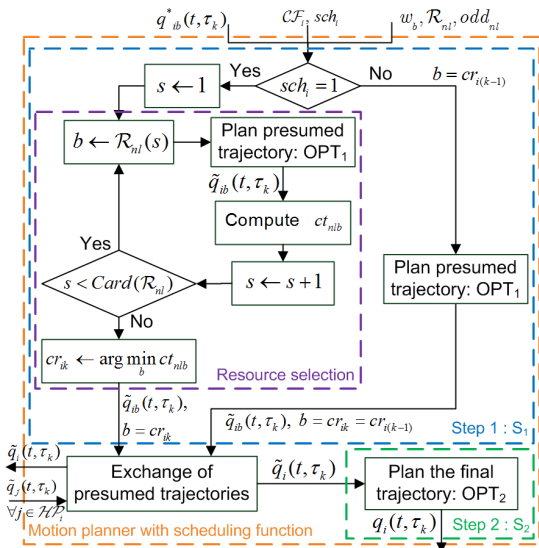 q*ib(t,τk)
CFi, schi
wb, Rnl, oddnl
schi = 1
Yes
No
s ← 1
b = cri(k−1)
b ← Rnl(s)
Plan presumed
trajectory: OPT1
q̃ib(t,τk)
Compute ctnlb
Yes
s < Card(Rnl)
s ← s+1
Plan presumed
trajectory: OPT1
No
crik ← arg min ctnlb
b
Resource selection
q̃ib(t,τk),
b = crik
q̃ib(t,τk), b = crik = cri(k−1)
Step 1 : S1
q̃i(t,τk)
Exchange of
presumed trajectories
q̃i(t,τk)
Plan the final
trajectory: OPT2
q̃j(t,τk)
∀j ∈ HPi
Motion planner with scheduling function
qi(t,τk)
Step 2 : S2